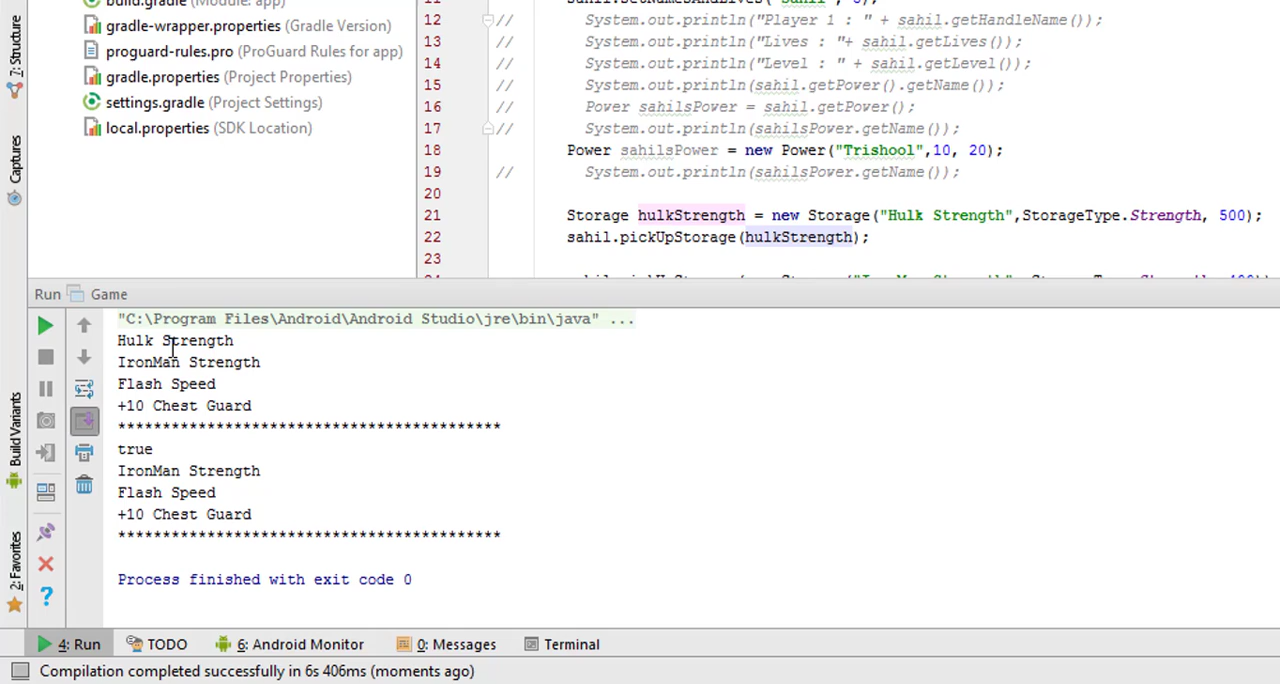 build.gradle (Module: app)
gradle-wrapper.properties (Gradle Version)
proguard-rules.pro (ProGuard Rules for app)
gradle.properties (Project Properties)
settings.gradle (Project Settings)
local.properties (SDK Location)
7: Structure
Captures
Build Variants
2: Favorites
12 // System.out.println("Player 1 : " + sahil.getHandleName());
13 // System.out.println("Lives : "+ sahil.getLives());
14 // System.out.println("Level : " + sahil.getLevel());
15 // System.out.println(sahil.getPower().getName());
16 // Power sahilsPower = sahil.getPower();
17 // System.out.println(sahilsPower.getName());
18 Power sahilsPower = new Power("Trishool",10, 20);
19 // System.out.println(sahilsPower.getName());
20
21 Storage hulkStrength = new Storage("Hulk Strength",StorageType.Strength, 500);
22 sahil.pickUpStorage(hulkStrength);
23
Run Game
"C:\Program Files\Android\Android Studio\jre\bin\java" ...
Hulk Strength
IronMan Strength
Flash Speed
+10 Chest Guard
*******************************************
true
IronMan Strength
Flash Speed
+10 Chest Guard
*******************************************
Process finished with exit code 0
4: Run TODO 6: Android Monitor 0: Messages Terminal
Compilation completed successfully in 6s 406ms (moments ago)